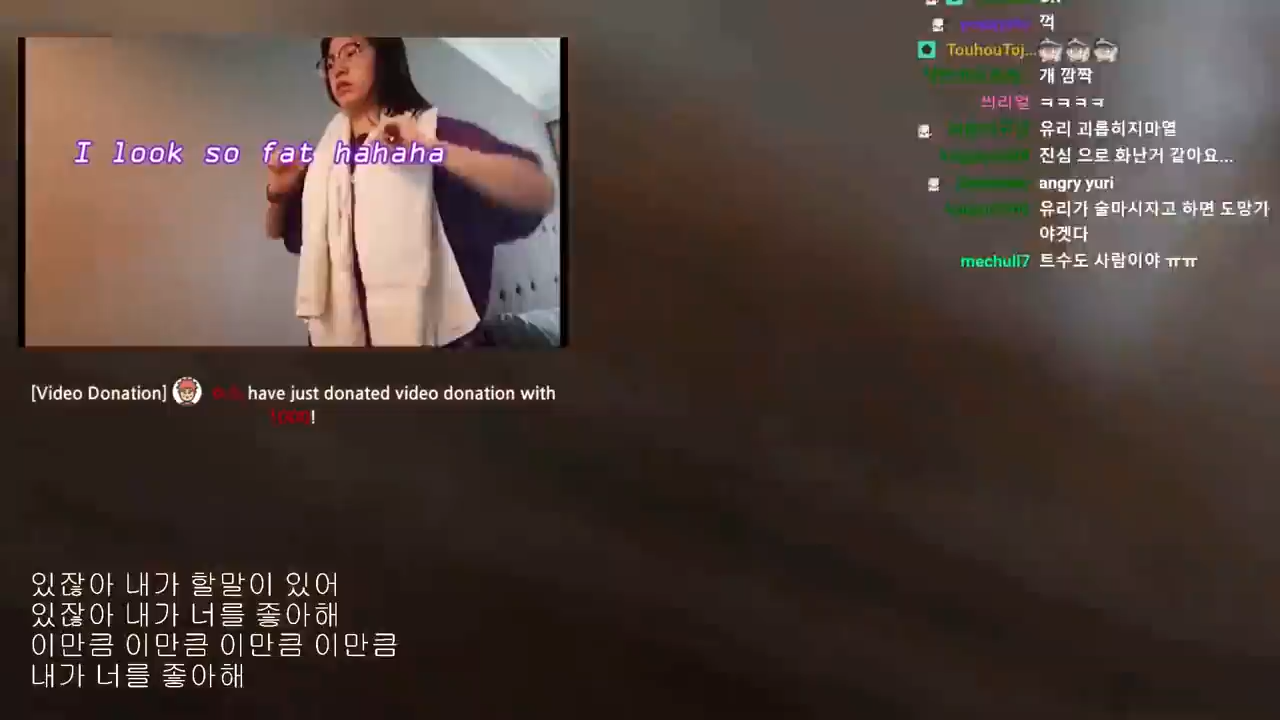 I look so fat hahaha
[Video Donation] have just donated video donation with
!
있잖아 내가 할말이 있어
있잖아 내가 너를 좋아해
이만큼 이만큼 이만큼 이만큼
내가 너를 좋아해
꺽
TouhouToj...
개 깜짝
씌리얼 ㅋㅋㅋㅋ
유리 괴롭히지마열
진심 으로 화난거 같아요...
angry yuri
유리가 술마시자고 하면 도망가
야겟다
mechull7 트수도 사람이야 ㅠㅠ